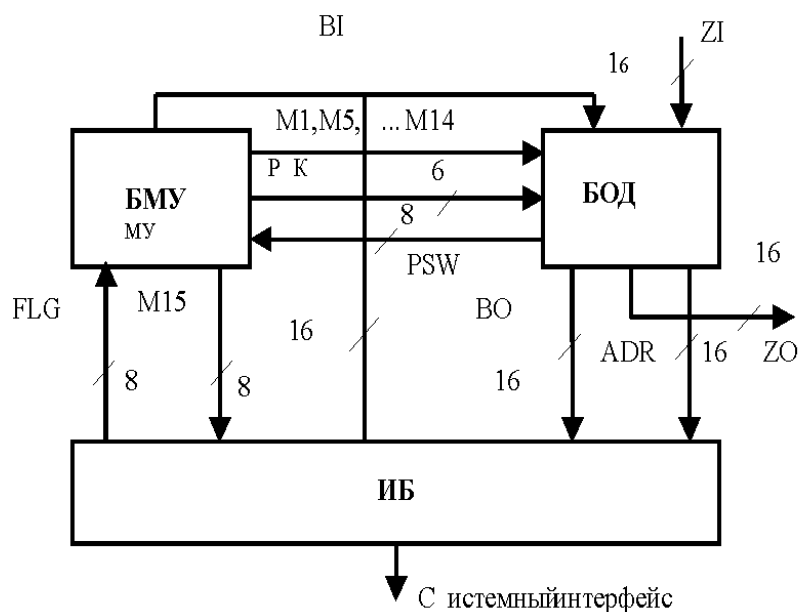 BI
ZI
16
M1,M5, ...M14
Р К
6
БМУ
МУ
БОД
8
PSW
16
FLG
M15
BO
16
ADR
16
ZO
8
8
16
ИБ
С истемныйинтерфейс